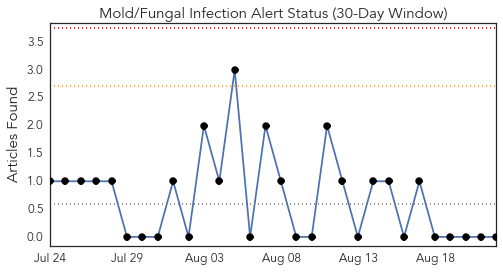 Mold/Fungal Infection Alert Status (30-Day Window)
Articles Found
3.5
3.0
2.5
2.0
1.5
1.0
0.5
0.0
Jul 24 Jul 29 Aug 03 Aug 08 Aug 13 Aug 18